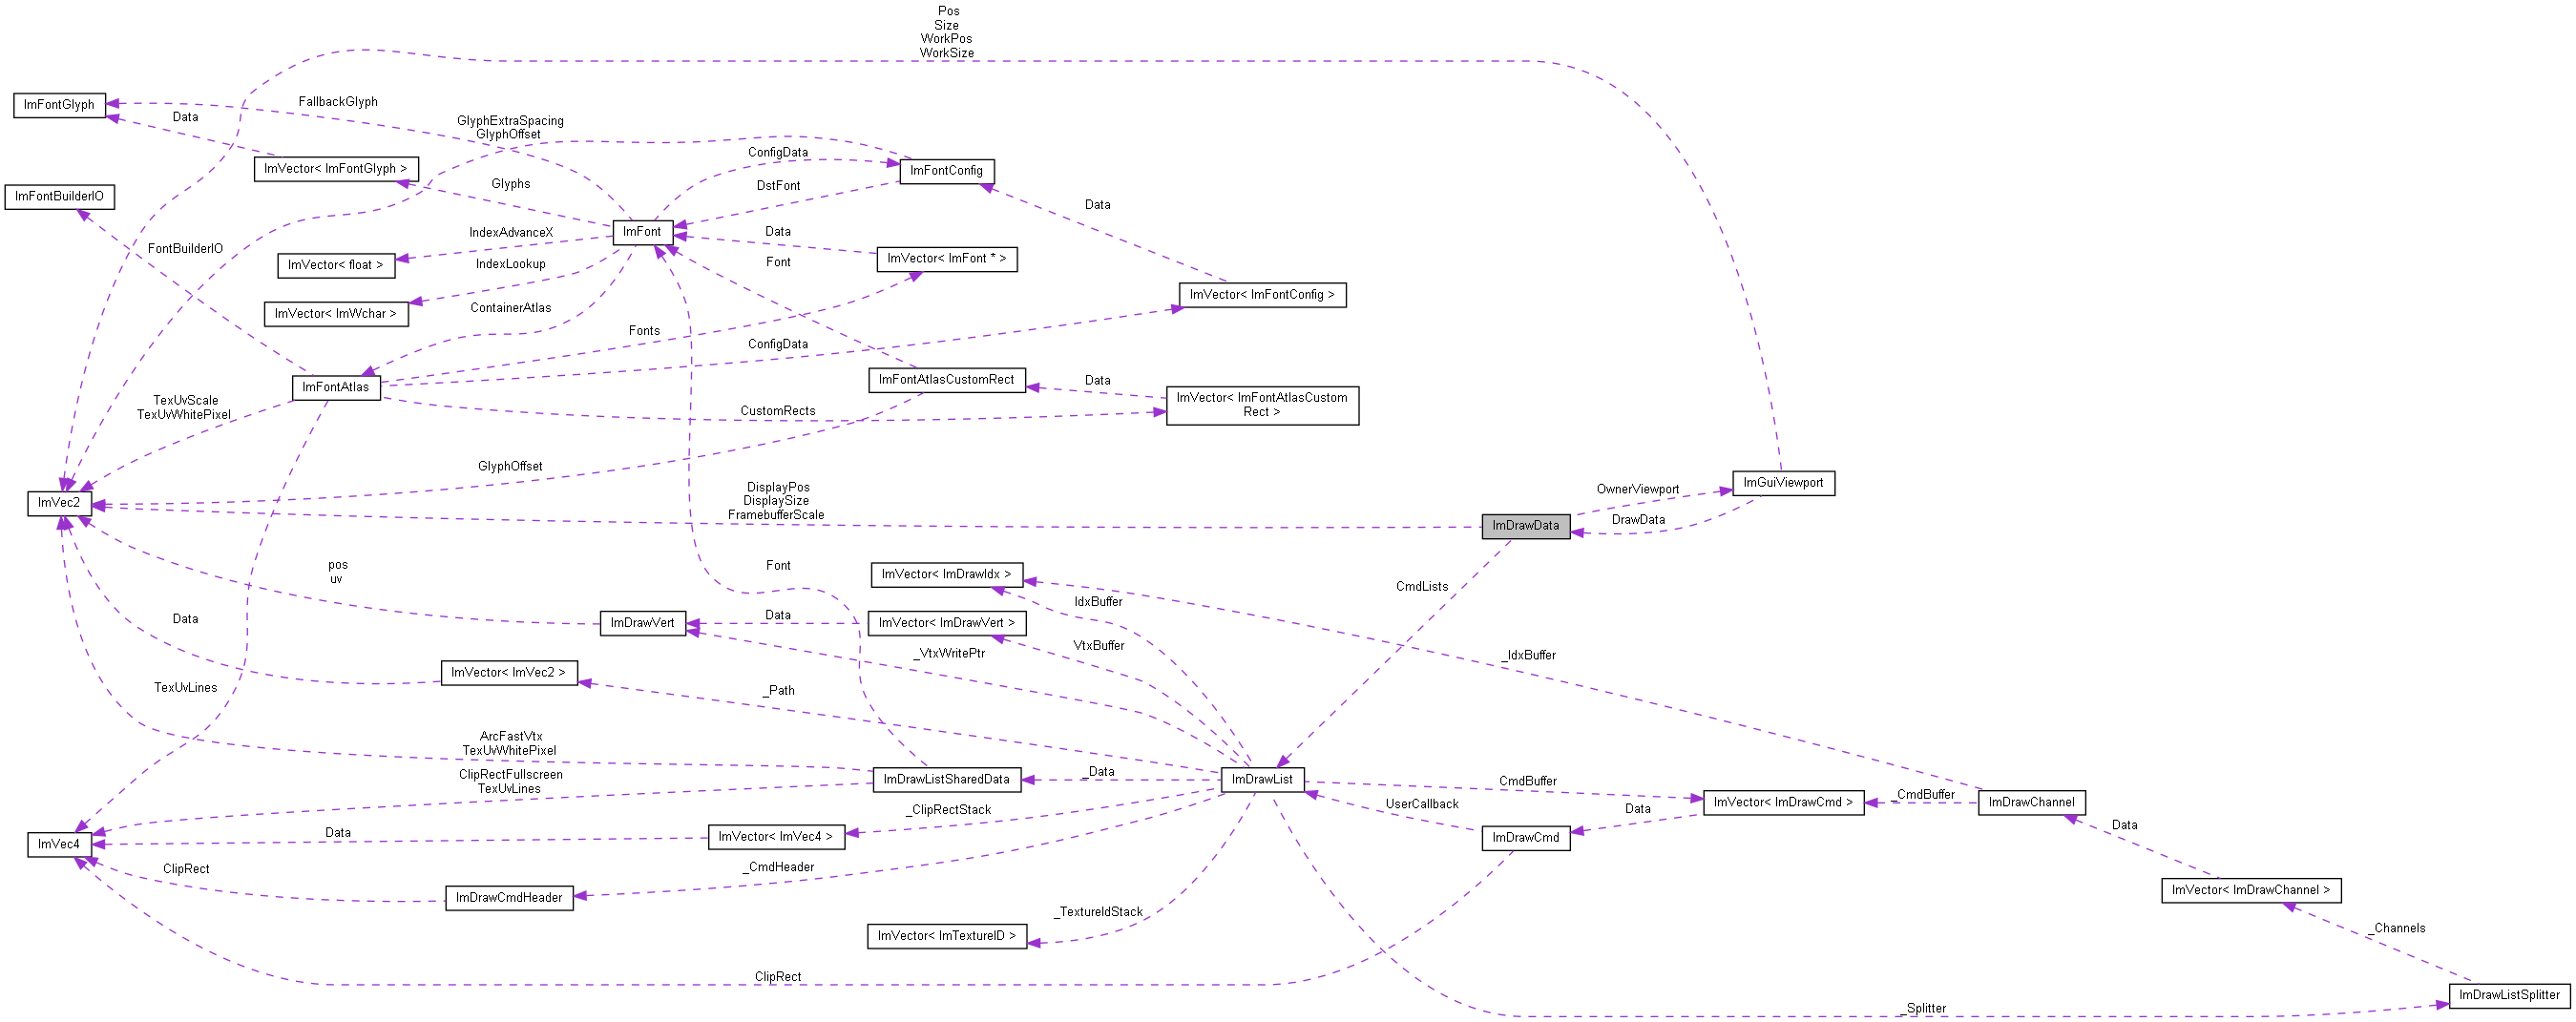 Pos
Size
WorkPos
WorkSize
ImFontGlyph
FallbackGlyph
Data
GlyphExtraSpacing
GlyphOffset
ConfigData
ImVector< ImFontGlyph >
ImFontConfig
ImFontBuilderIO
Glyphs
DstFont
Data
ImFont
IndexAdvanceX
Data
FontBuilderIO
ImVector< float >
IndexLookup
Font
ImVector< ImFont * >
ImVector< ImFontConfig >
ImVector< ImWchar >
ContainerAtlas
Fonts
ConfigData
ImFontAtlas
ImFontAtlasCustomRect
Data
ImVector< ImFontAtlasCustom
Rect >
TexUvScale
TexUvWhitePixel
CustomRects
GlyphOffset
ImVec2
DisplayPos
DisplaySize
FramebufferScale
OwnerViewport
ImGuiViewport
ImDrawData
DrawData
pos
uv
Font
ImVector< ImDrawIdx >
IdxBuffer
CmdLists
Data
ImDrawVert
Data
ImVector< ImDrawVert >
VtxBuffer
_VtxWritePtr
_IdxBuffer
ImVector< ImVec2 >
TexUvLines
_Path
ArcFastVtx
TexUvWhitePixel
ClipRectFullscreen
TexUvLines
ImDrawListSharedData
_Data
ImDrawList
CmdBuffer
UserCallback
ImVector< ImDrawCmd >
_CmdBuffer
ImDrawChannel
Data
_ClipRectStack
Data
ImVec4
Data
ImVector< ImVec4 >
ImDrawCmd
ClipRect
_CmdHeader
ImDrawCmdHeader
ImVector< ImDrawChannel >
_TextureIdStack
ImVector< ImTextureID >
_Channels
ClipRect
ImDrawListSplitter
_Splitter